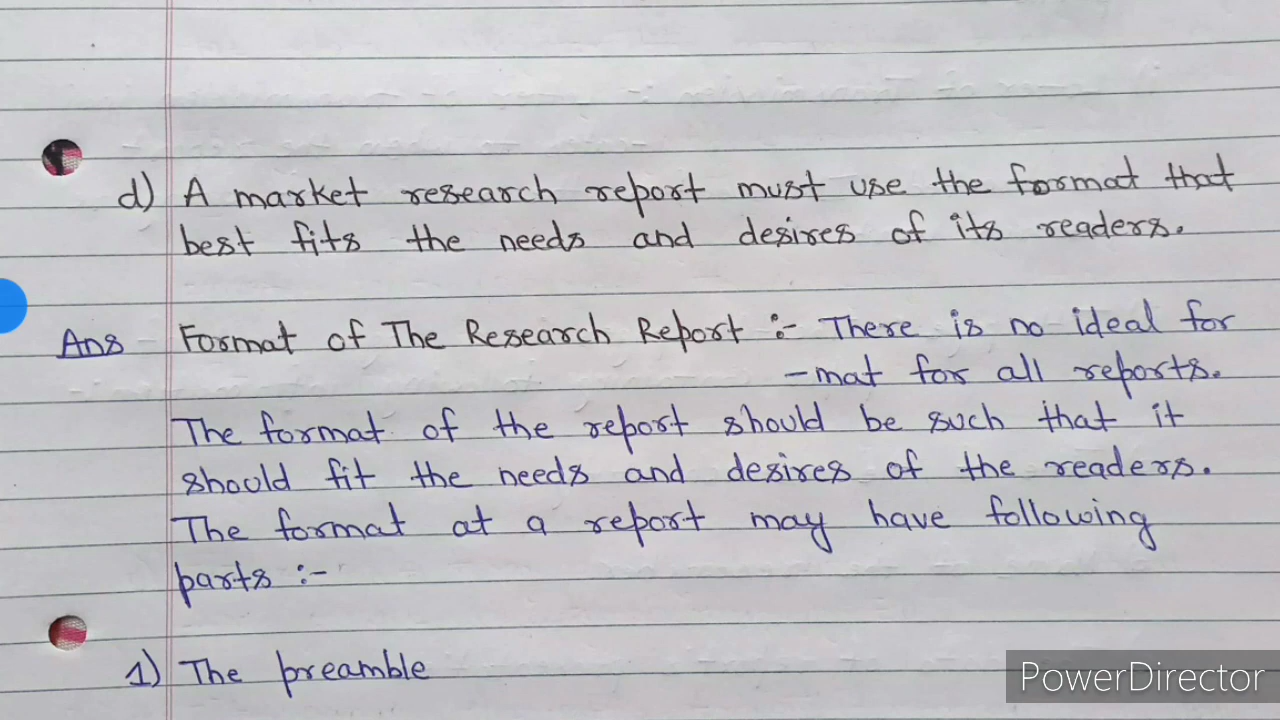 d) A market research report must use the format that
best fits the needs and desires of its readers.
Ans Format of The Research Report :- There is no ideal for
-mat for all reports.
The format of the report should be such that it
should fit the needs and desires of the readers.
The format at a report may have following
parts :-
1) The preamble
PowerDirector